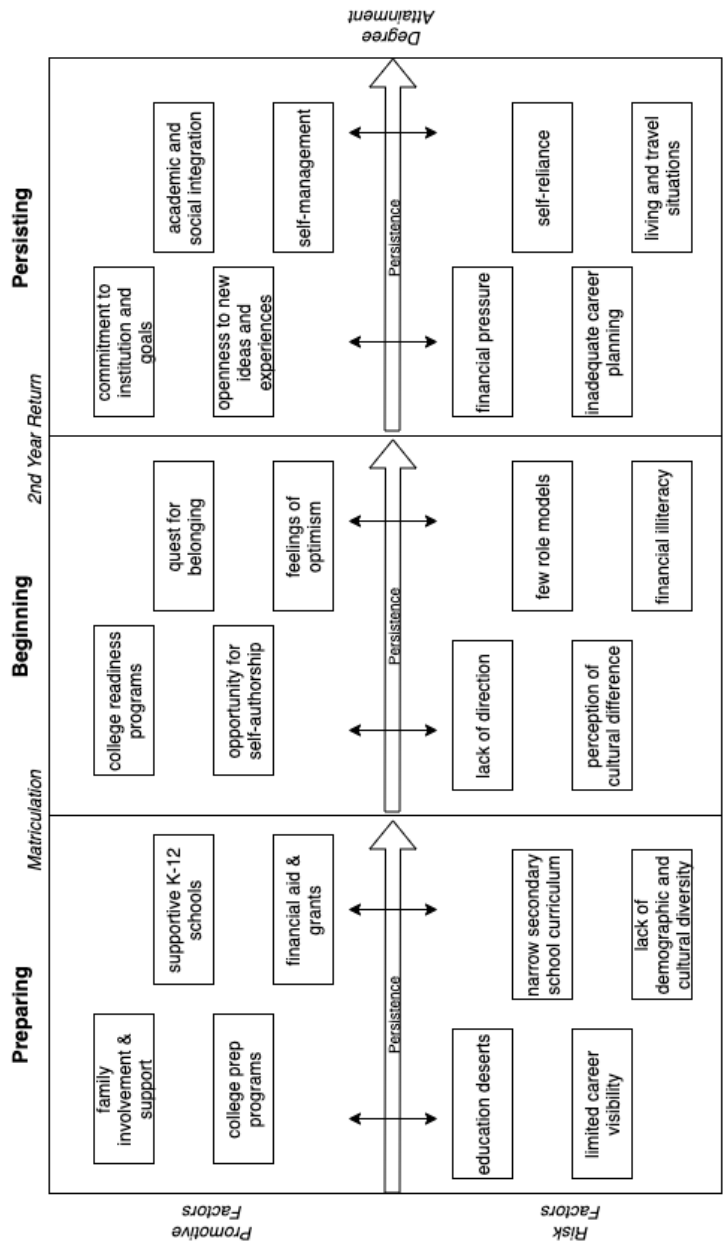 Preparing
Matriculation
Beginning
2nd Year Return
Persisting
Promotive
Factors
family
involvement &
support
supportive K-12
schools
college prep
programs
financial aid &
grants
college readiness
programs
quest for
belonging
opportunity for
self-authorship
feelings of
optimism
commitment to
institution and
goals
academic and
social integration
openness to new
ideas and
experiences
self-management
Persistence
Persistence
Persistence
Degree
Attainment
Risk
Factors
education deserts
narrow secondary
school curriculum
limited career
visibility
lack of
demographic and
cultural diversity
lack of direction
few role models
perception of
cultural difference
financial illiteracy
financial pressure
self-reliance
inadequate career
planning
living and travel
situations